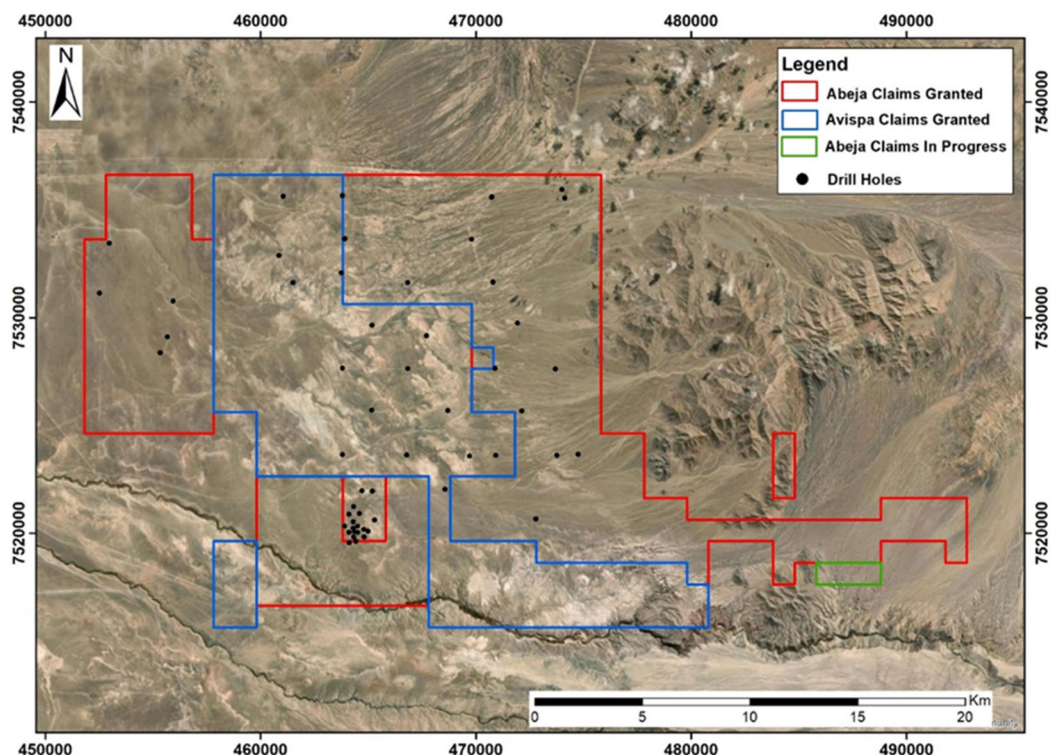 450000 460000 470000 480000 490000
N
Legend
Abeja Claims Granted
Avispa Claims Granted
Abeja Claims In Progress
Drill Holes
7540000 7540000
7530000 7530000
7520000 7520000
Km
0 5 10 15 20
450000 460000 470000 480000 490000